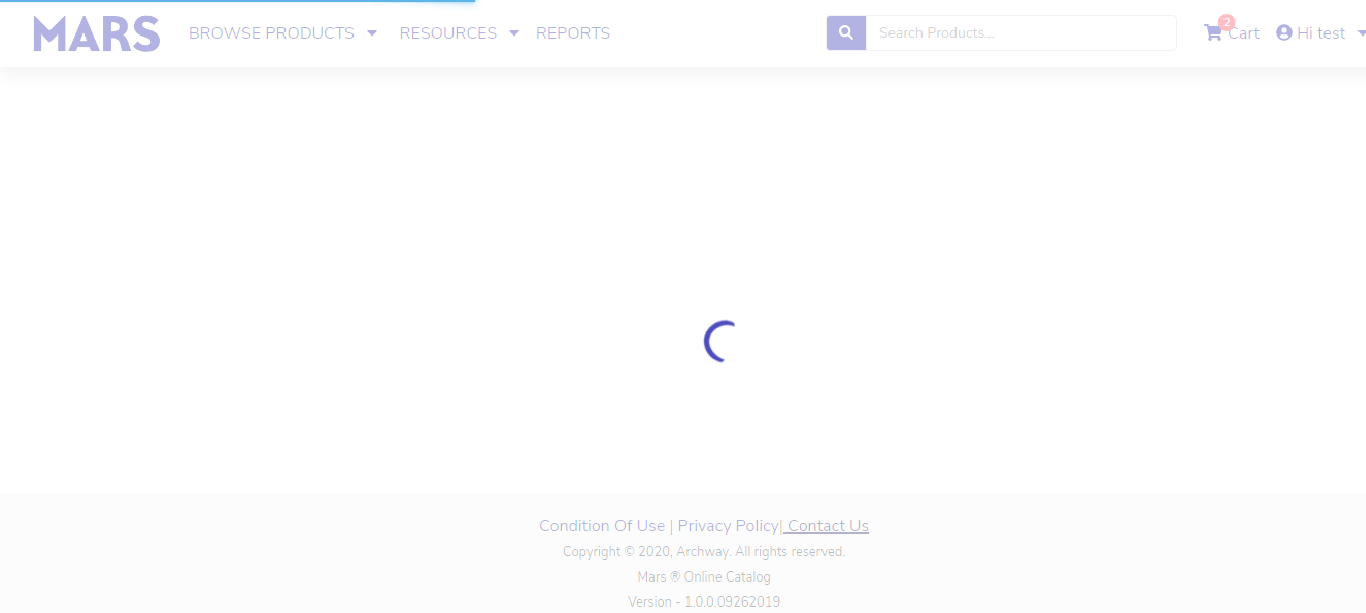 MARS BROWSE PRODUCTS RESOURCES REPORTS Search Products... 2 Cart Hi test
Condition Of Use | Privacy Policy| Contact Us
Copyright © 2020, Archway. All rights reserved.
Mars ® Online Catalog
Version - 1.0.0.09262019